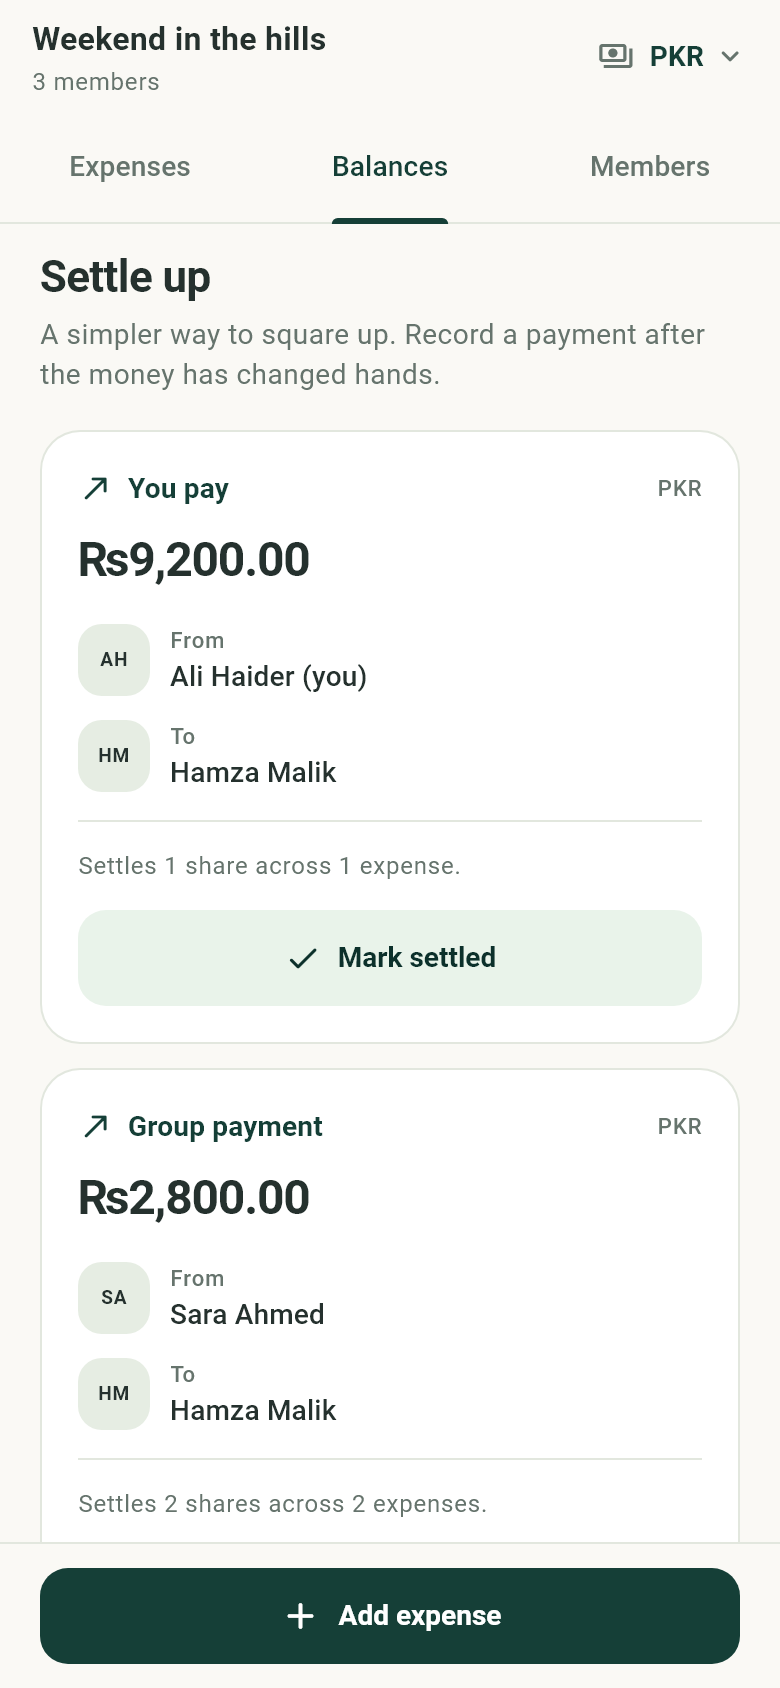 Weekend in the hills
3 members
PKR
Expenses
Balances
Members
Settle up
A simpler way to square up. Record a payment after
the money has changed hands.
You pay
PKR
₨9,200.00
AH
From
Ali Haider (you)
HM
To
Hamza Malik
Settles 1 share across 1 expense.
Mark settled
Group payment
PKR
₨2,800.00
SA
From
Sara Ahmed
HM
To
Hamza Malik
Settles 2 shares across 2 expenses.
Add expense